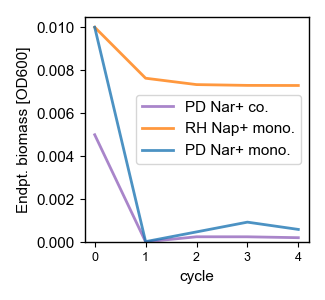 0.010
0.008
0.006
0.004
0.002
0.000
Endpt. biomass [OD600]
PD Nar+ co.
RH Nap+ mono.
PD Nar+ mono.
0 1 2 3 4
cycle